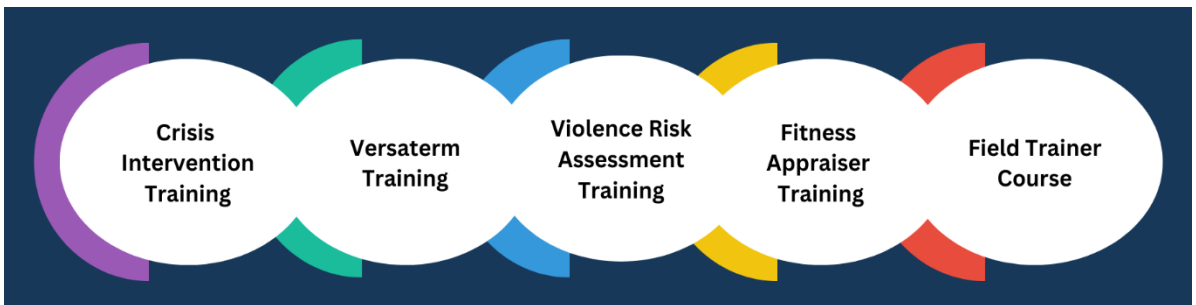 Crisis
Intervention
Training
Versaterm
Training
Violence Risk
Assessment
Training
Fitness
Appraiser
Training
Field Trainer
Course